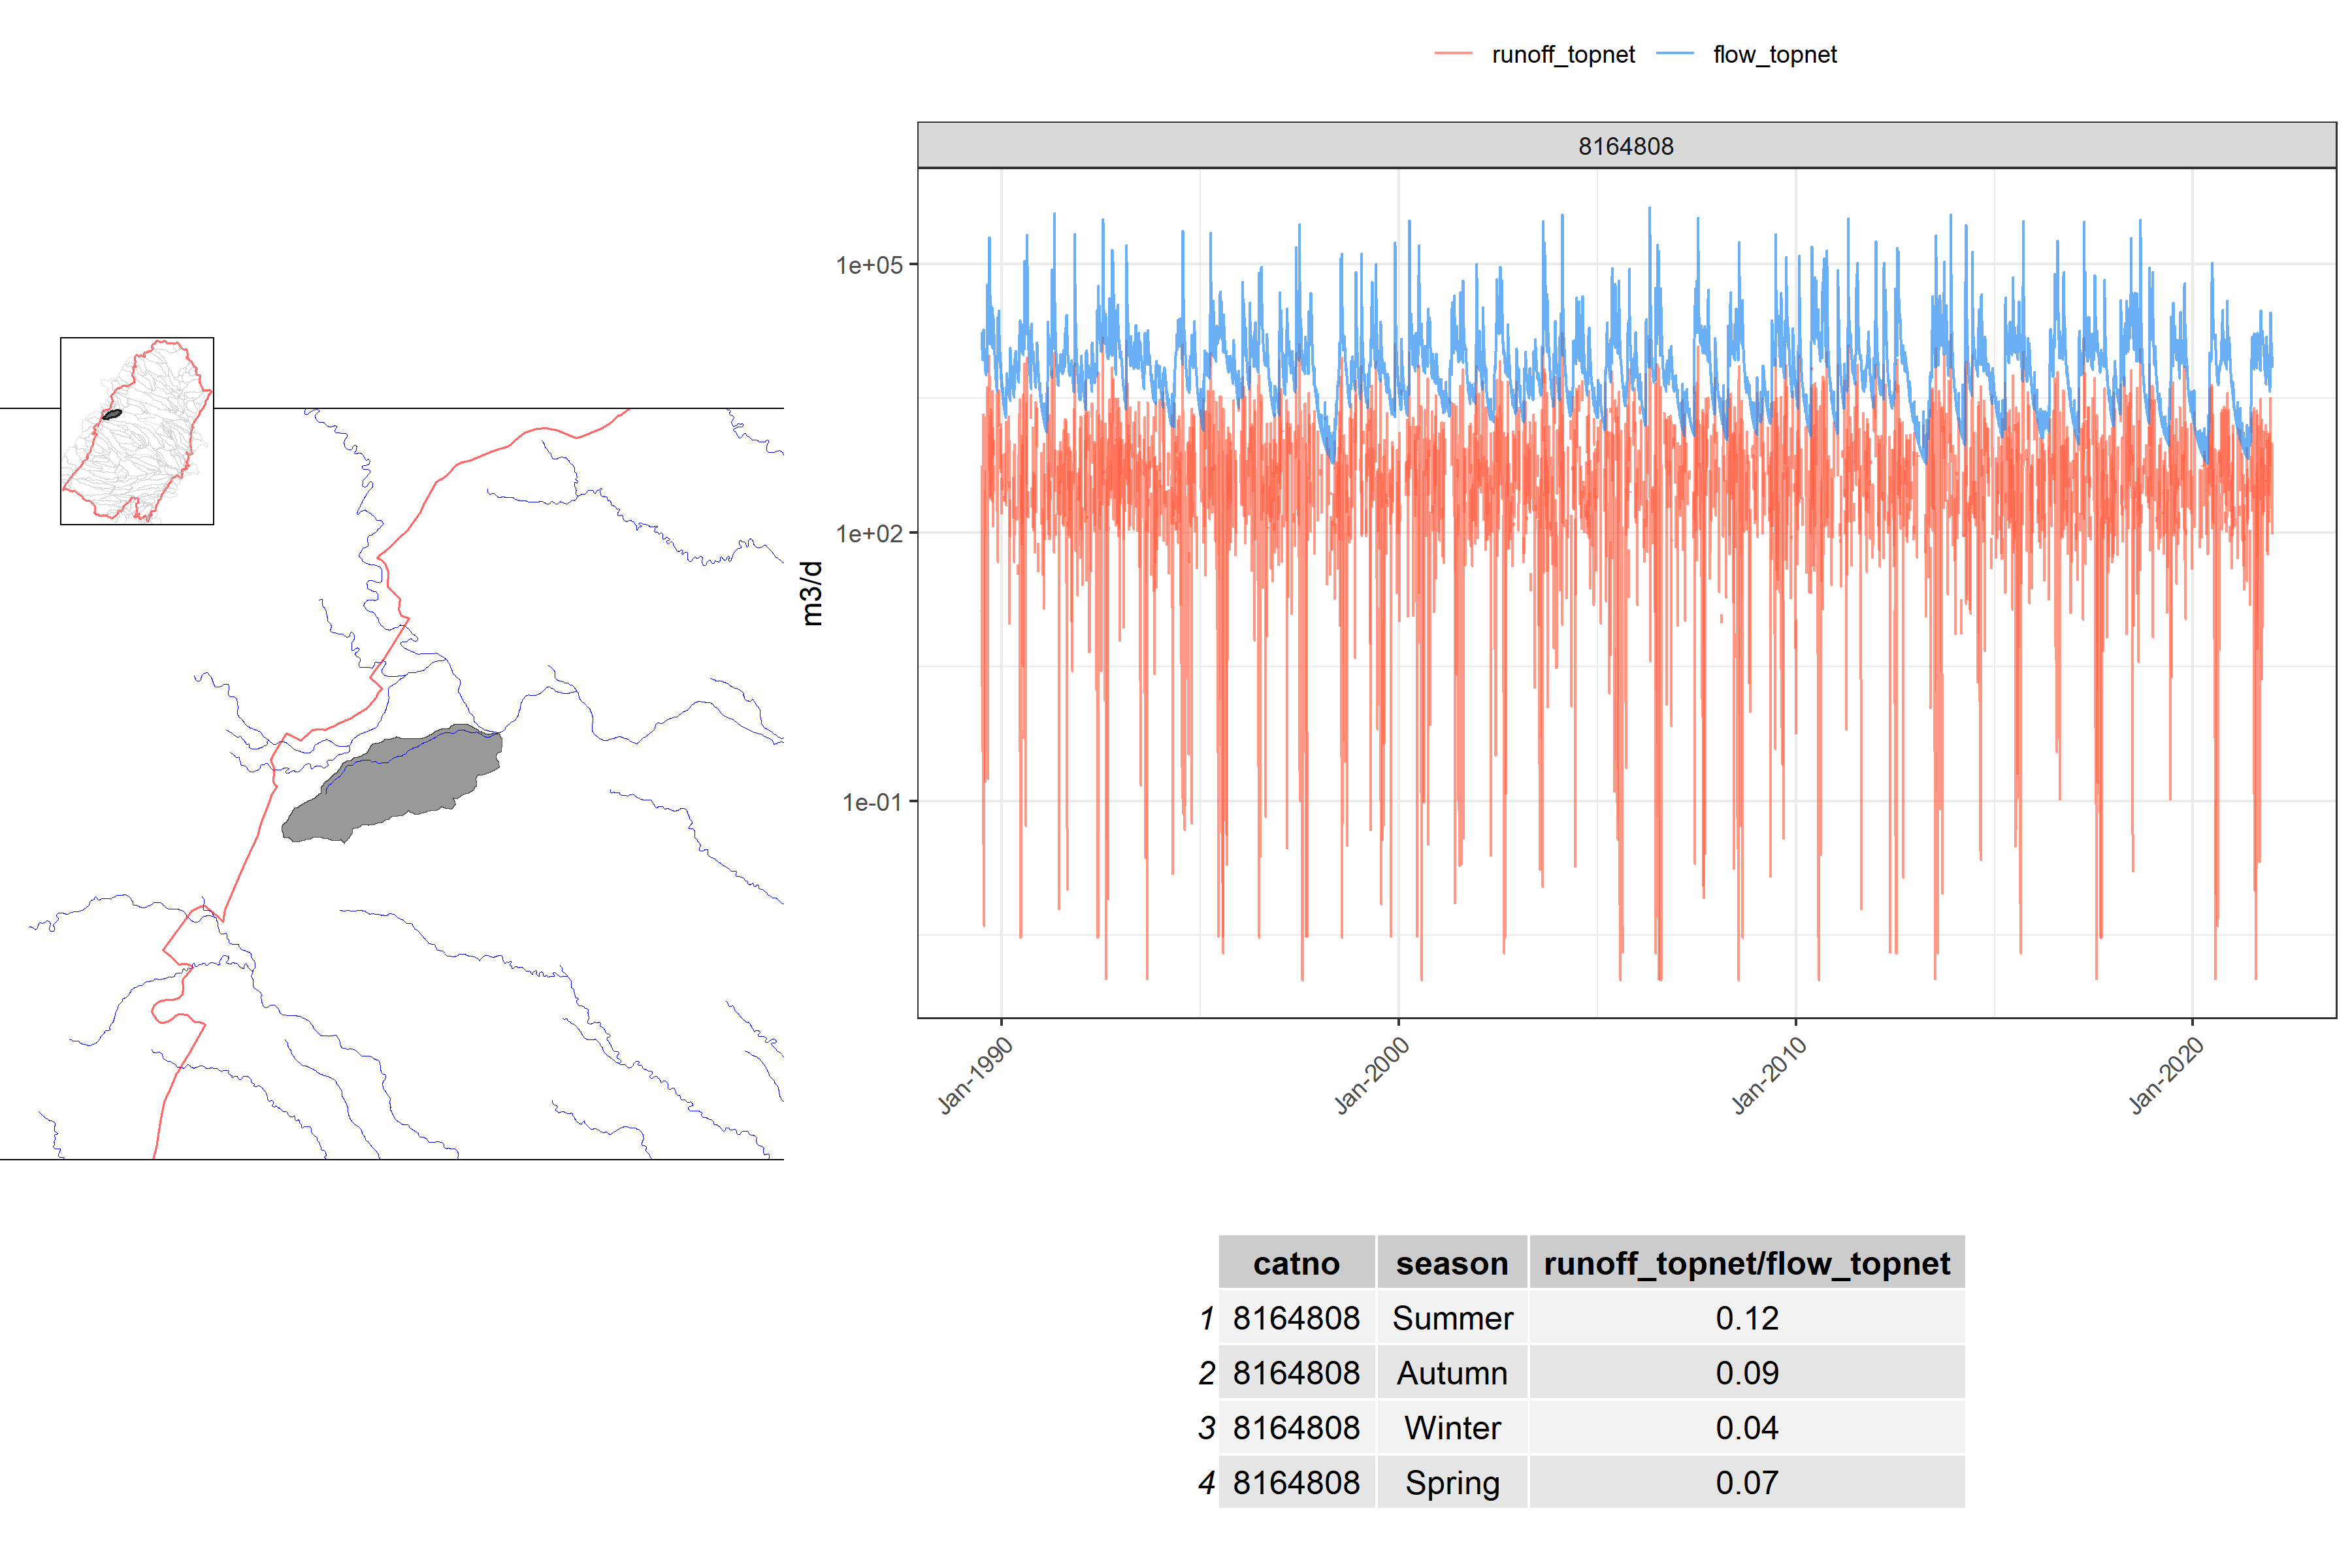 runoff_topnet flow_topnet
8164808
1e+05
1e+02
1e-01
m3/d
Jan-1990 Jan-2000 Jan-2010 Jan-2020
catno season runoff_topnet/flow_topnet
1 8164808 Summer 0.12
2 8164808 Autumn 0.09
3 8164808 Winter 0.04
4 8164808 Spring 0.07